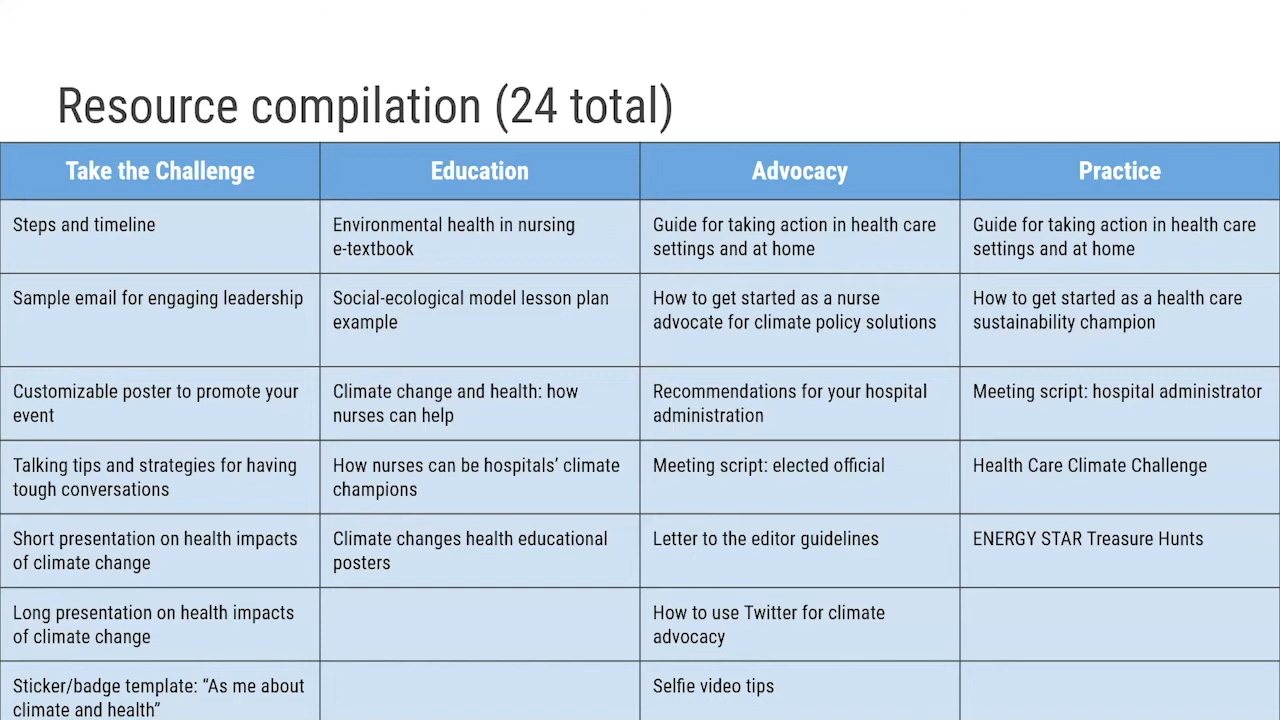 Resource compilation (24 total)
Take the Challenge
Education
Advocacy
Practice
Steps and timeline
Environmental health in nursing
e-textbook
Guide for taking action in health care
settings and at home
Guide for taking action in health care
settings and at home
Sample email for engaging leadership
Social-ecological model lesson plan
example
How to get started as a nurse
advocate for climate policy solutions
How to get started as a health care
sustainability champion
Customizable poster to promote your
event
Climate change and health: how
nurses can help
Recommendations for your hospital
administration
Meeting script: hospital administrator
Talking tips and strategies for having
tough conversations
How nurses can be hospitals’ climate
champions
Meeting script: elected official
Health Care Climate Challenge
Short presentation on health impacts
of climate change
Climate changes health educational
posters
Letter to the editor guidelines
ENERGY STAR Treasure Hunts
Long presentation on health impacts
of climate change
How to use Twitter for climate
advocacy
Sticker/badge template: “As me about
climate and health”
Selfie video tips